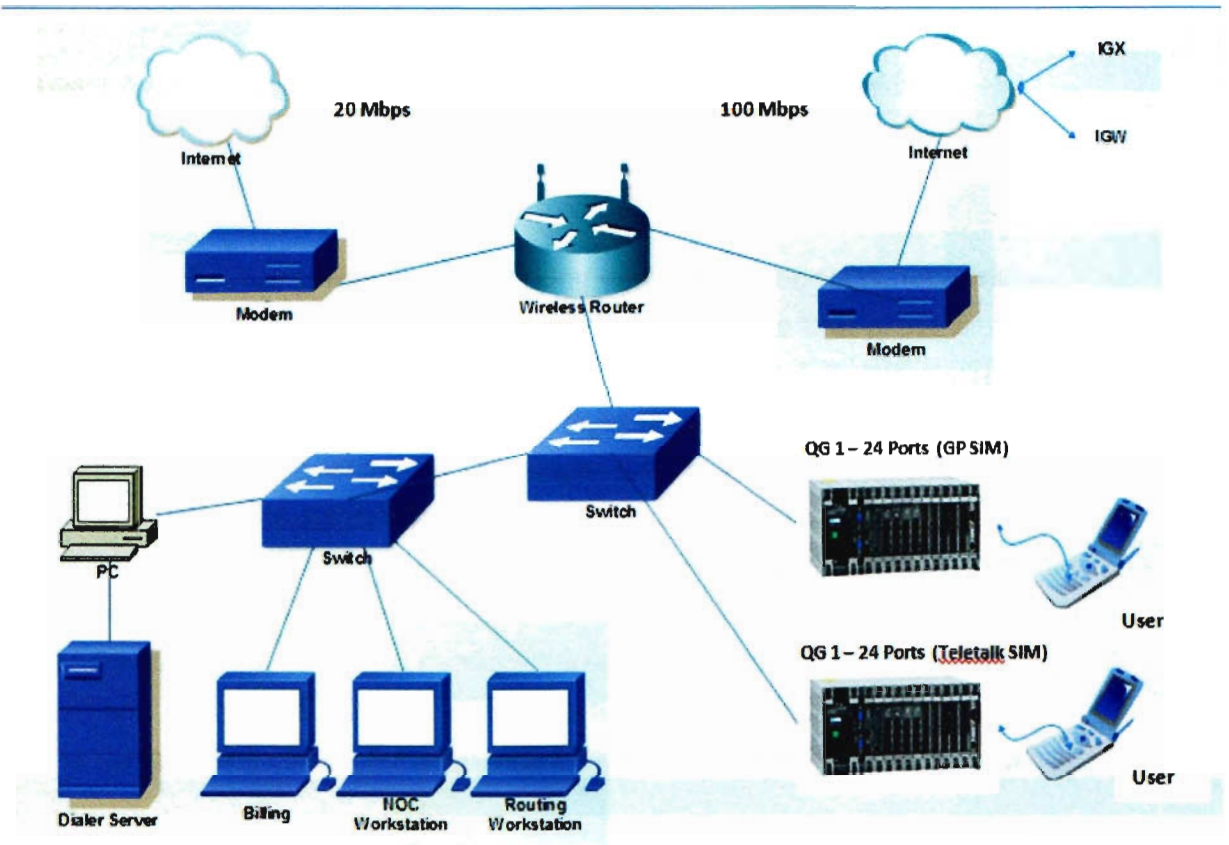 IGX
20 Mbps
100 Mbps
IGW
Internet
Internet
Modem
Wireless Router
Modem
QG 1 – 24 Ports (GP SIM)
Switch
Switch
PC
User
QG 1 – 24 Ports (Teletalk SIM)
User
Dialer Server
Billing
NOC
Workstation
Routing
Workstation